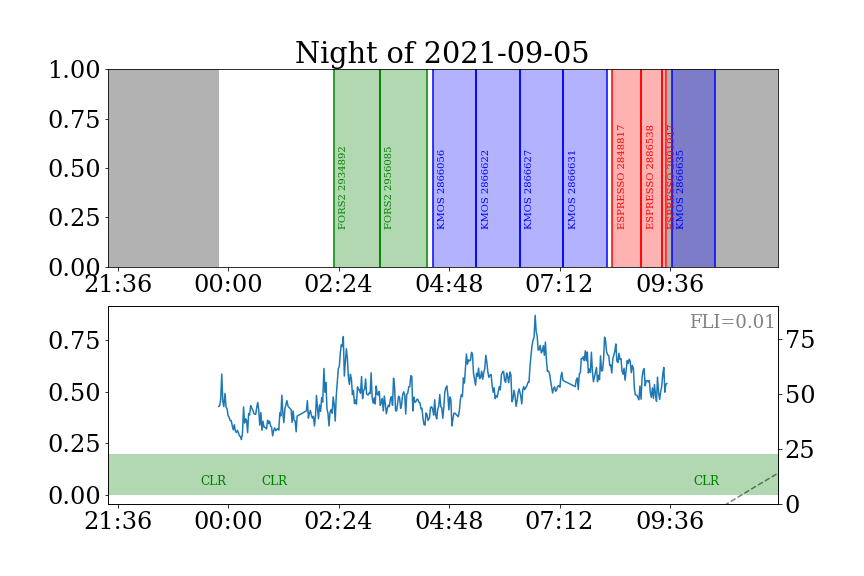 Night of 2021-09-05
1.00
0.75
0.50
0.25
0.00
FORS2 2934892
FORS2 2956085
KMOS 2866056
KMOS 2866622
KMOS 2866627
KMOS 2866631
ESPRESSO 2848817
ESPRESSO 2886538
ESPRESSO
KMOS 2866635
21:36 00:00 02:24 04:48 07:12 09:36
FLI=0.01
0.75
0.50
0.25
0.00
75
50
25
0
CLR CLR CLR
21:36 00:00 02:24 04:48 07:12 09:36